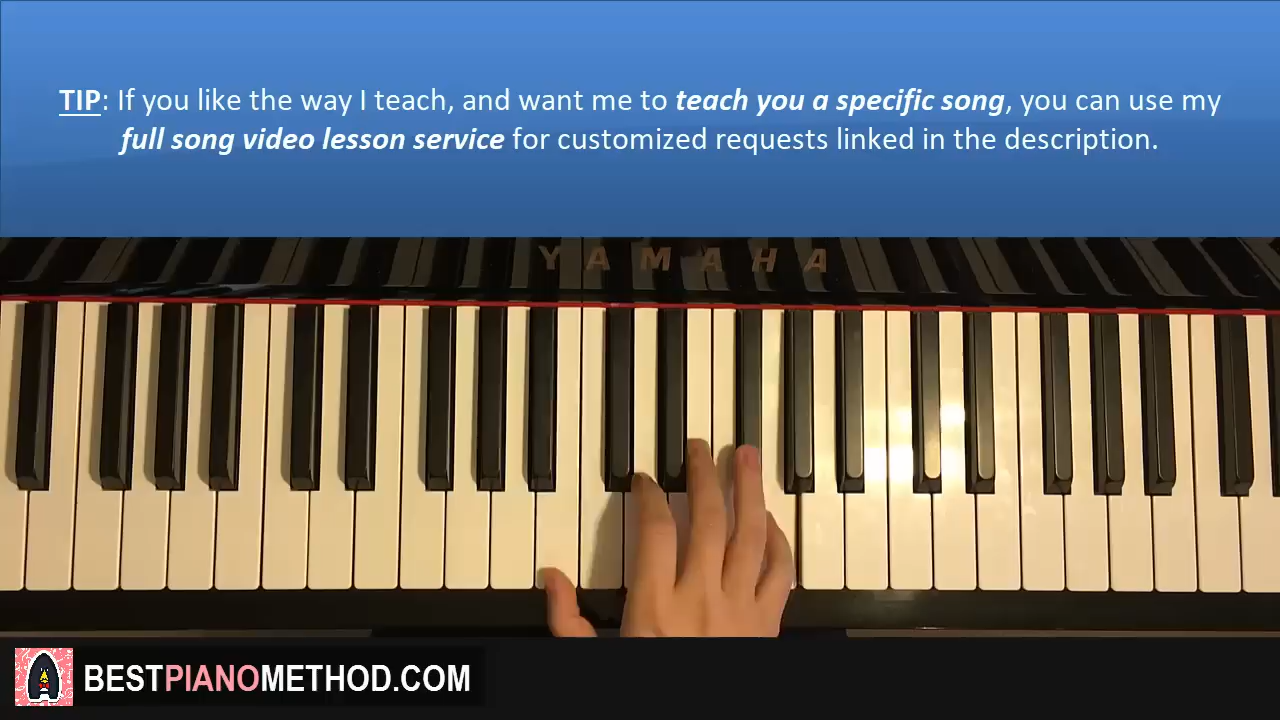 TIP: If you like the way I teach, and want me to teach you a specific song, you can use my
full song video lesson service for customized requests linked in the description.
YAMAHA
BESTPIANOMETHOD.COM